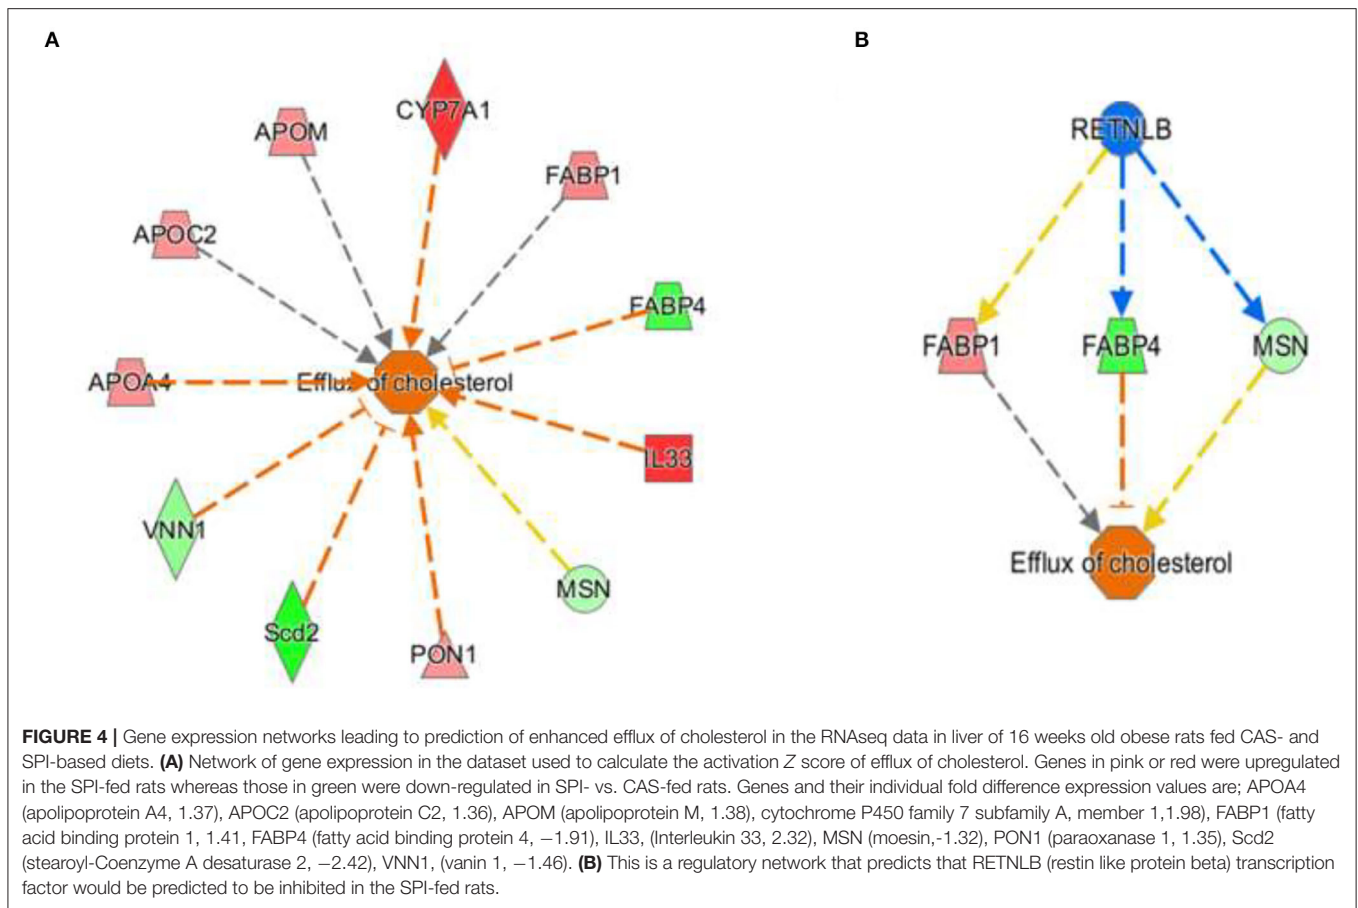 A
B
CYP7A1
APOM
RETNLB
FABP1
APOC2
FABP4
FABP1
FABP4
MSN
APOA4
Efflux of cholesterol
IL33
VNN1
Efflux of cholesterol
MSN
Scd2
PON1
FIGURE 4 | Gene expression networks leading to prediction of enhanced efflux of cholesterol in the RNAseq data in liver of 16 weeks old obese rats fed CAS- and
SPI-based diets. (A) Network of gene expression in the dataset used to calculate the activation Z score of efflux of cholesterol. Genes in pink or red were upregulated
in the SPI-fed rats whereas those in green were down-regulated in SPI- vs. CAS-fed rats. Genes and their individual fold difference expression values are; APOA4
(apolipoprotein A4, 1.37), APOC2 (apolipoprotein C2, 1.36), APOM (apolipoprotein M, 1.38), cytochrome P450 family 7 subfamily A, member 1,1.98), FABP1 (fatty
acid binding protein 1, 1.41, FABP4 (fatty acid binding protein 4, −1.91), IL33, (Interleukin 33, 2.32), MSN (moesin,-1.32), PON1 (paraoxanase 1, 1.35), Scd2
(stearoyl-Coenzyme A desaturase 2, −2.42), VNN1, (vanin 1, −1.46). (B) This is a regulatory network that predicts that RETNLB (restin like protein beta) transcription
factor would be predicted to be inhibited in the SPI-fed rats.